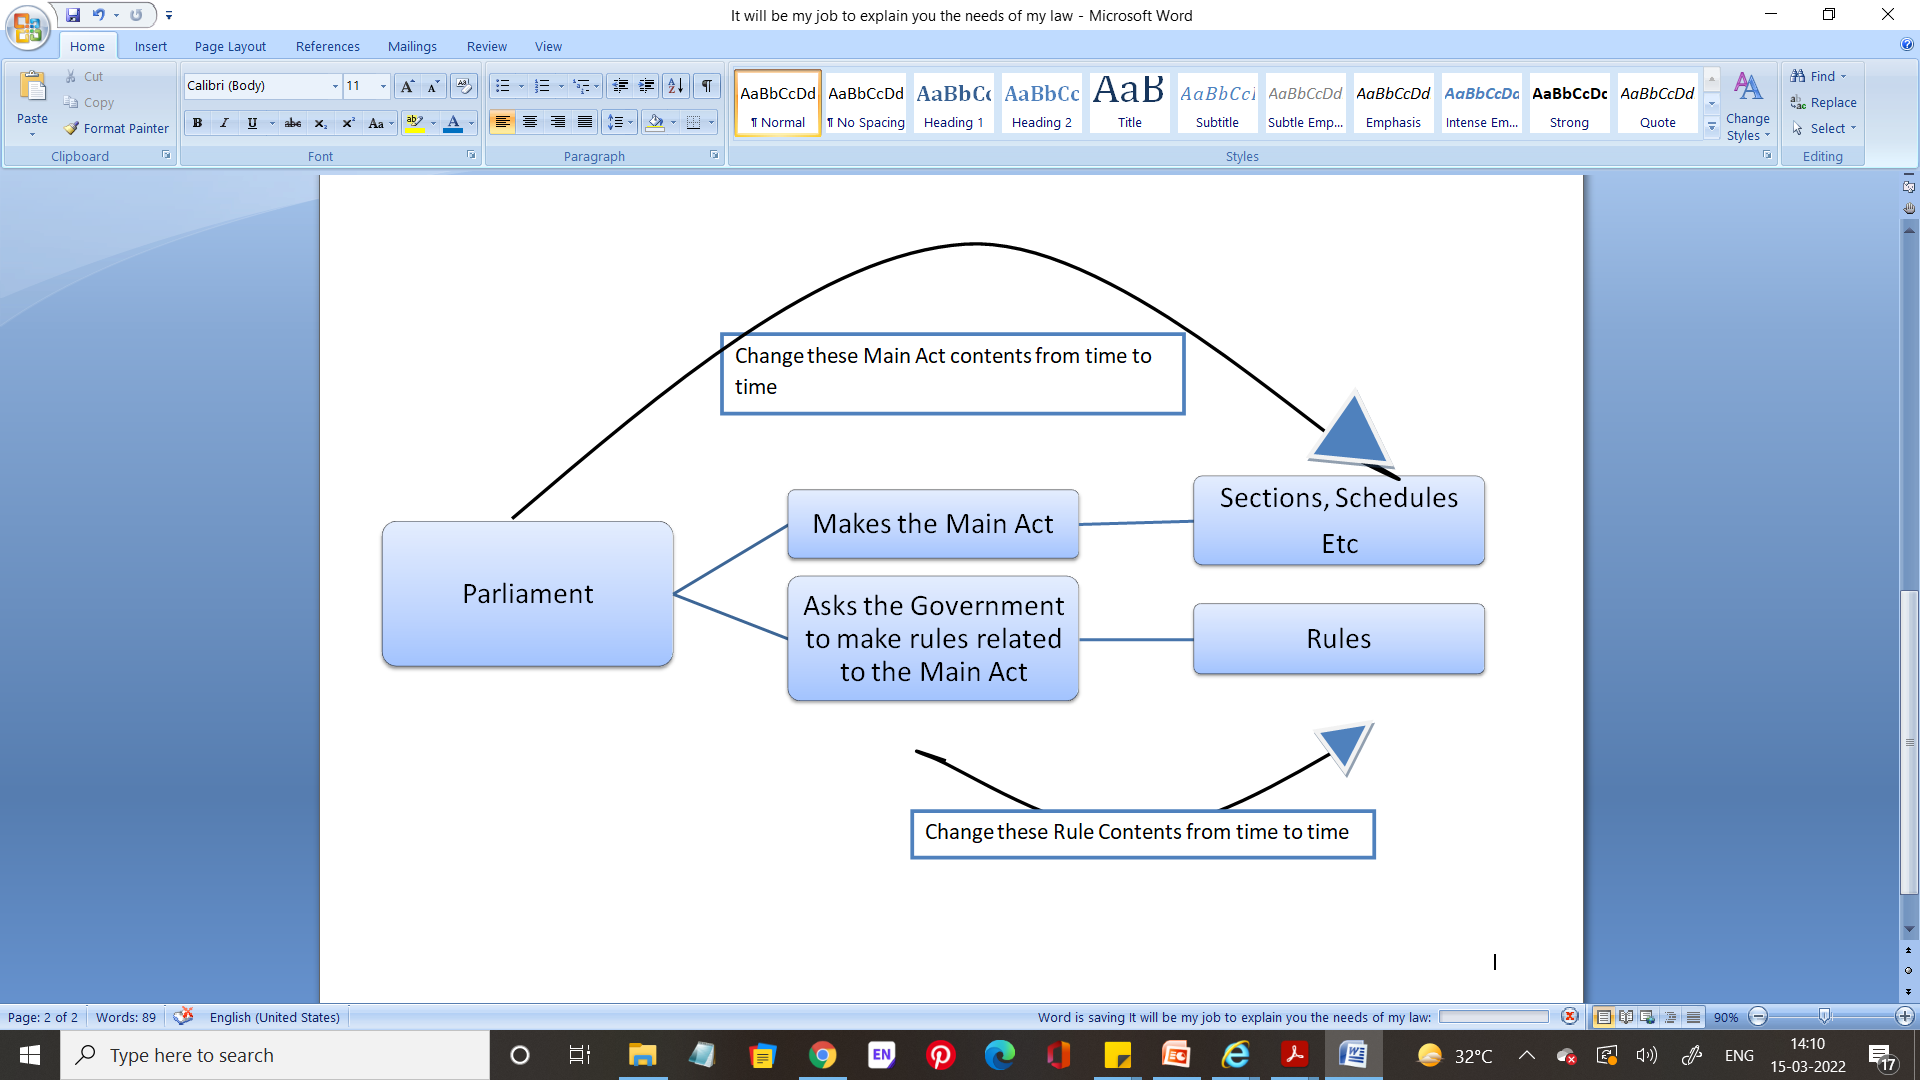 It will be my job to explain you the needs of my law - Microsoft Word
Home Insert Page Layout References Mailings Review View
Paste
Cut
Copy
Format Painter
Clipboard
Calibri (Body) 11
B I U abc x₂ x² Aa
Font
Paragraph
AaBbCcDd AaBbCcDd AaBbCc AaBbCc AaB AaBbCcI AaBbCcDd AaBbCcDd AaBbCcDd AaBbCcDc AaBbCcDd
¶ Normal ¶ No Spacing Heading 1 Heading 2 Title Subtitle Subtle Emp... Emphasis Intense Em... Strong Quote
Styles
Change
Styles
Find
Replace
Select
Editing
Change these Main Act contents from time to
time
Parliament
Makes the Main Act
Sections, Schedules
Etc
Asks the Government
to make rules related
to the Main Act
Rules
Change these Rule Contents from time to time
Page: 2 of 2 Words: 89 English (United States) Word is saving It will be my job to explain you the needs of my law: 90%
Type here to search
EN
32°C ENG
14:10
15-03-2022
17